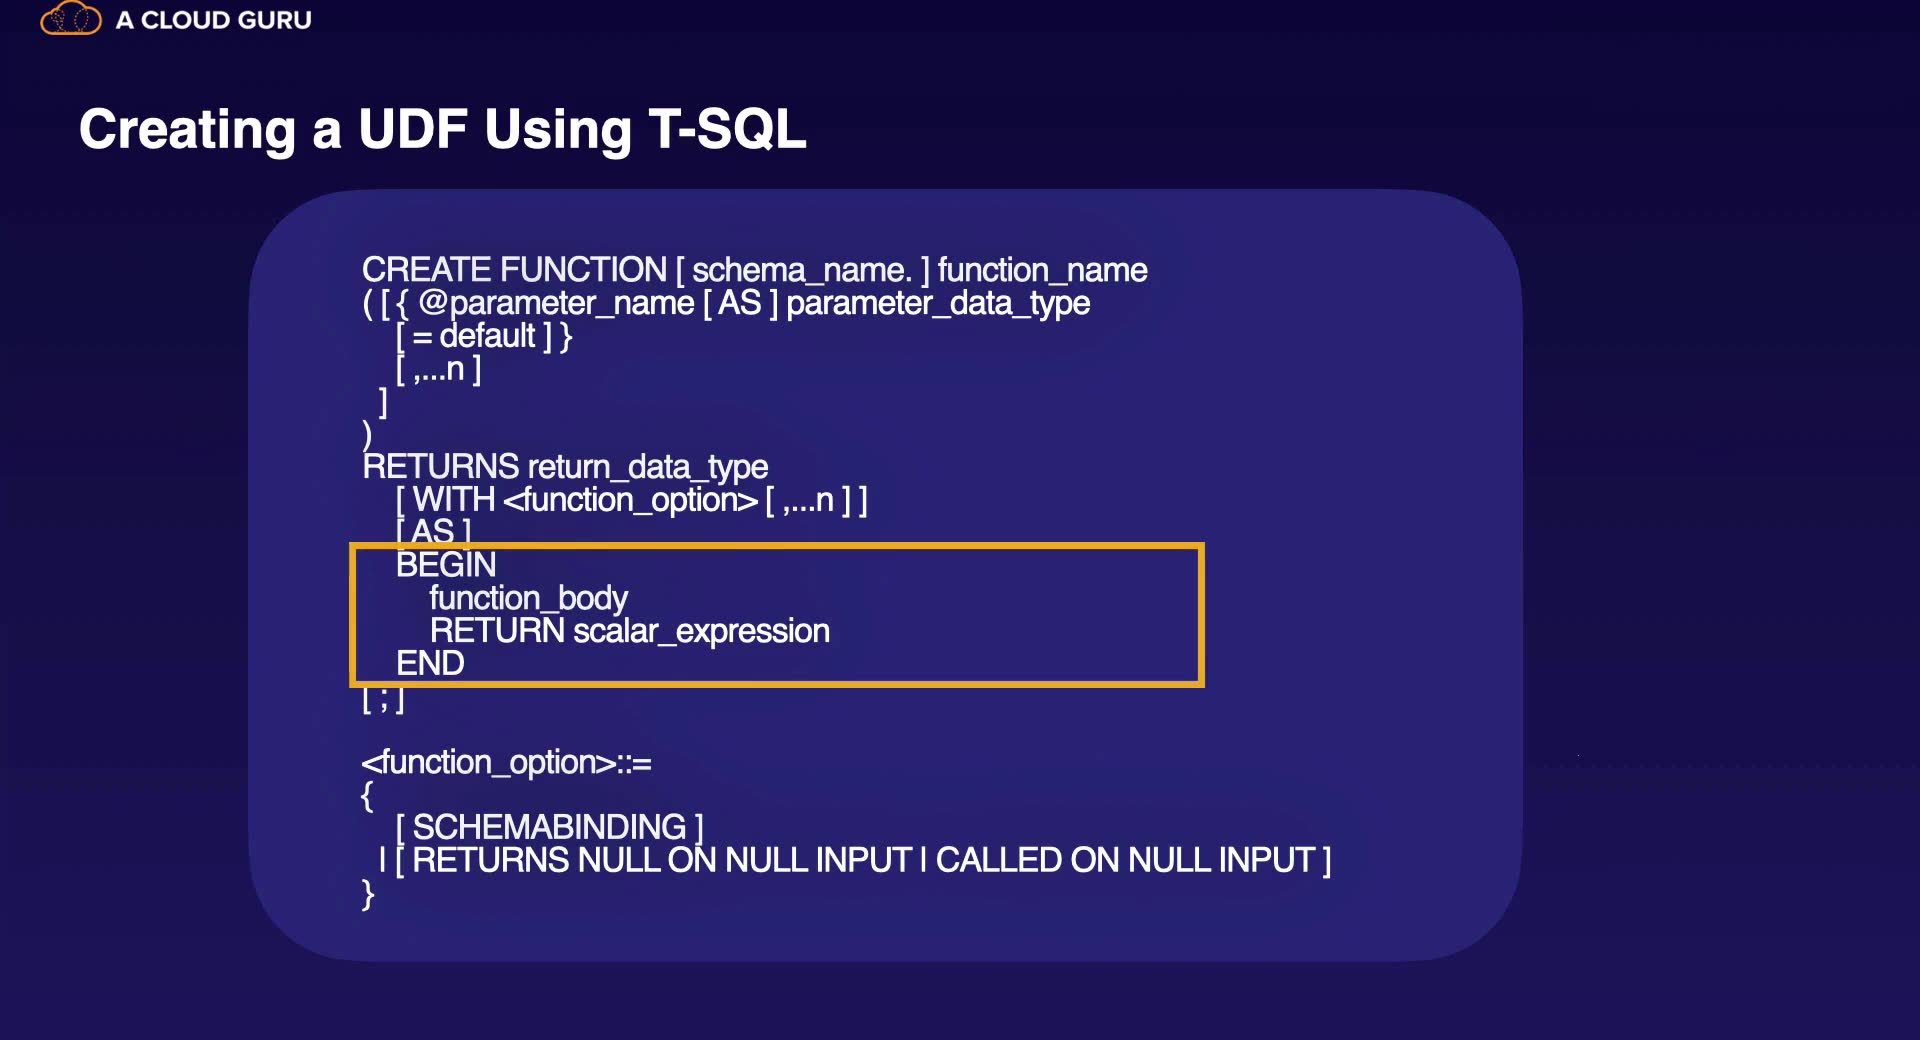 A CLOUD GURU
Creating a UDF Using T-SQL
CREATE FUNCTION [ schema_name. ] function_name
( [ { @parameter_name [ AS ] parameter_data_type
[ = default ] }
[ ,...n ]
]
)
RETURNS return_data_type
[ WITH <function_option> [ ,...n ] ]
[ AS ]
BEGIN
function_body
RETURN scalar_expression
END
[ ; ]
<function_option>::=
{
[ SCHEMABINDING ]
| [ RETURNS NULL ON NULL INPUT | CALLED ON NULL INPUT ]
}